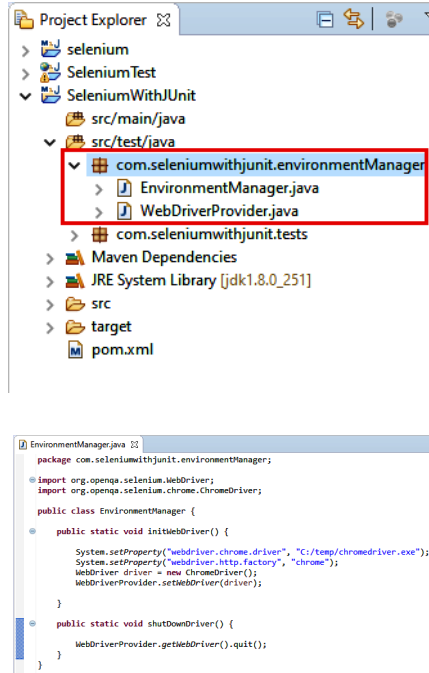 Project Explorer
selenium
SeleniumTest
SeleniumWithJUnit
src/main/java
src/test/java
com.seleniumwithjunit.environmentManager
EnvironmentManager.java
WebDriverProvider.java
com.seleniumwithjunit.tests
Maven Dependencies
JRE System Library [jdk1.8.0_251]
src
target
pom.xml
EnvironmentManager.java
package com.seleniumwithjunit.environmentManager;
import org.openqa.selenium.WebDriver;
import org.openqa.selenium.chrome.ChromeDriver;
public class EnvironmentManager {
public static void initWebDriver() {
System.setProperty("webdriver.chrome.driver", "C:/temp/chromedriver.exe");
System.setProperty("webdriver.http.factory", "chrome");
WebDriver driver = new ChromeDriver();
WebDriverProvider.setWebDriver(driver);
}
public static void shutDownDriver() {
WebDriverProvider.getWebDriver().quit();
}
}